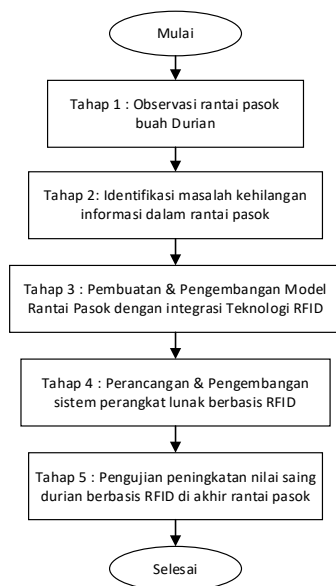 Mulai
Tahap 1 : Observasi rantai pasok
buah Durian
Tahap 2: Identifikasi masalah kehilangan
informasi dalam rantai pasok
Tahap 3 : Pembuatan & Pengembangan Model
Rantai Pasok dengan integrasi Teknologi RFID
Tahap 4 : Perancangan & Pengembangan
sistem perangkat lunak berbasis RFID
Tahap 5 : Pengujian peningkatan nilai saing
durian berbasis RFID di akhir rantai pasok
Selesai